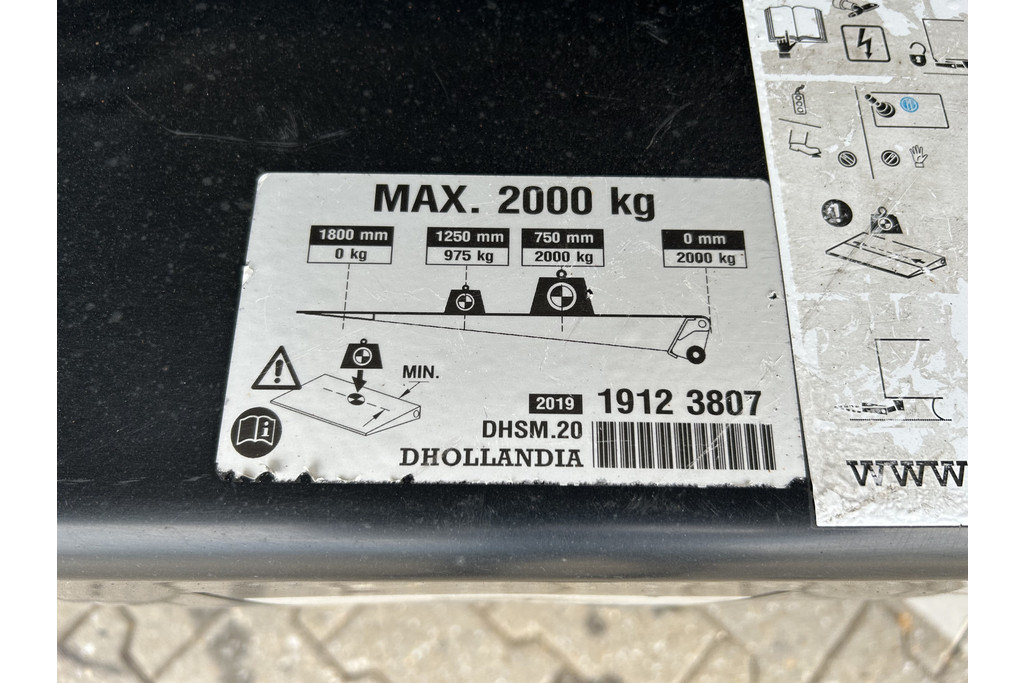 MAX. 2000 kg
1800 mm 1250 mm 750 mm 0 mm
0 kg 975 kg 2000 kg 2000 kg
MIN.
2019 1912 3807
DHSM.20
DHOLLANDIA
WWW